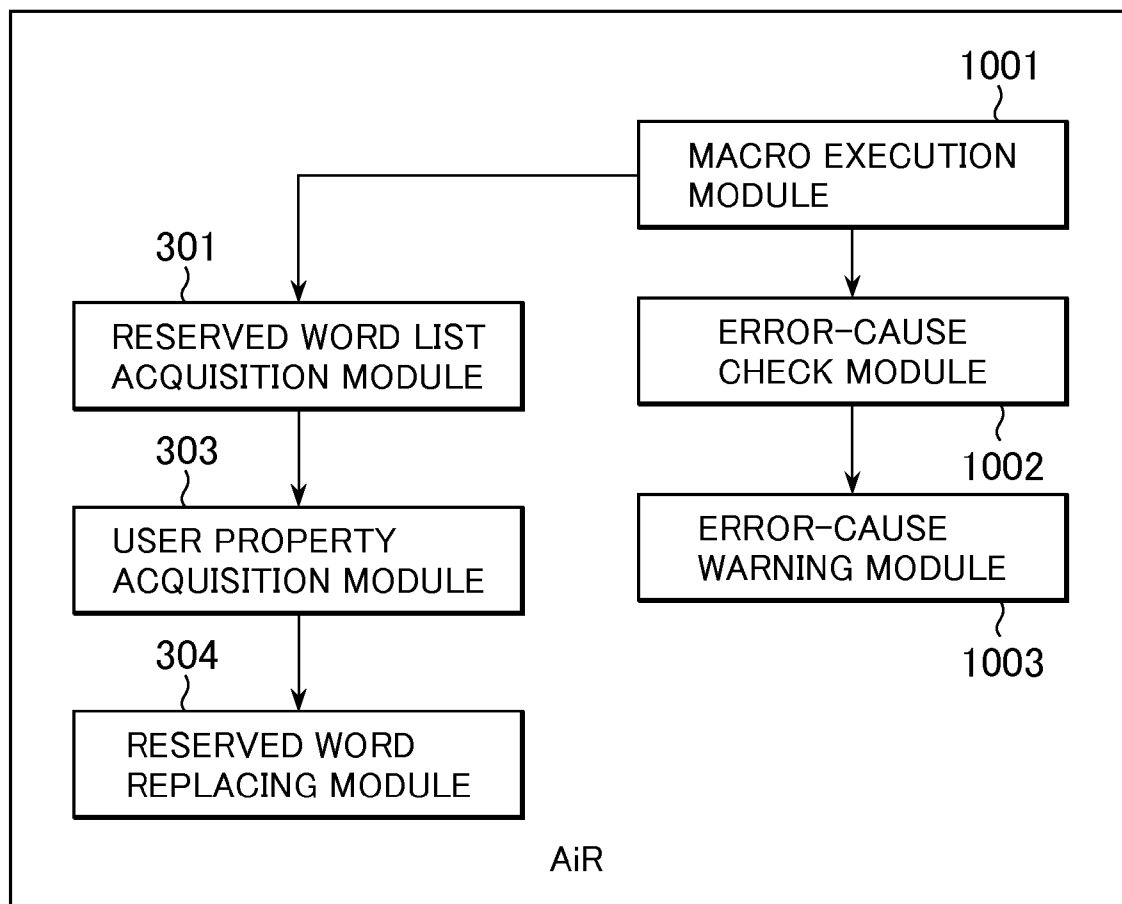 1001
MACRO EXECUTION
MODULE
301
RESERVED WORD LIST
ACQUISITION MODULE
ERROR-CAUSE
CHECK MODULE
1002
303
USER PROPERTY
ACQUISITION MODULE
ERROR-CAUSE
WARNING MODULE
1003
304
RESERVED WORD
REPLACING MODULE
AiR